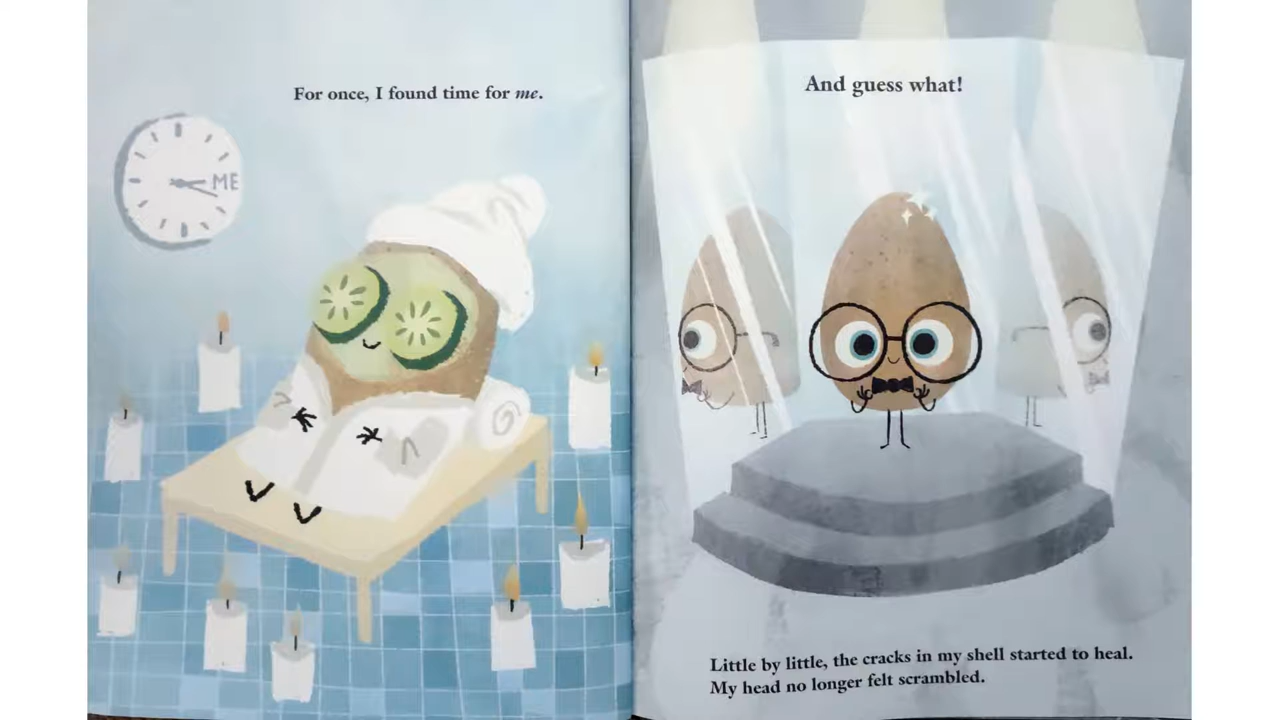 For once, I found time for me.
ME
And guess what!
Little by little, the cracks in my shell started to heal.
My head no longer felt scrambled.